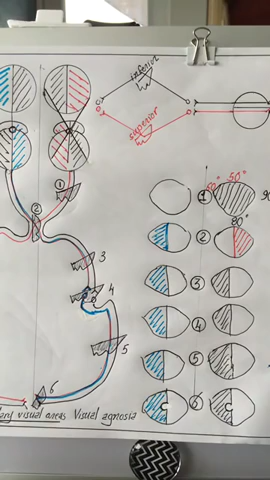 inferior
superior
①
②
3
4
5
6
① 60° 50° 90
② 80°
③
④
⑤
6
visual areas Visual agnosia